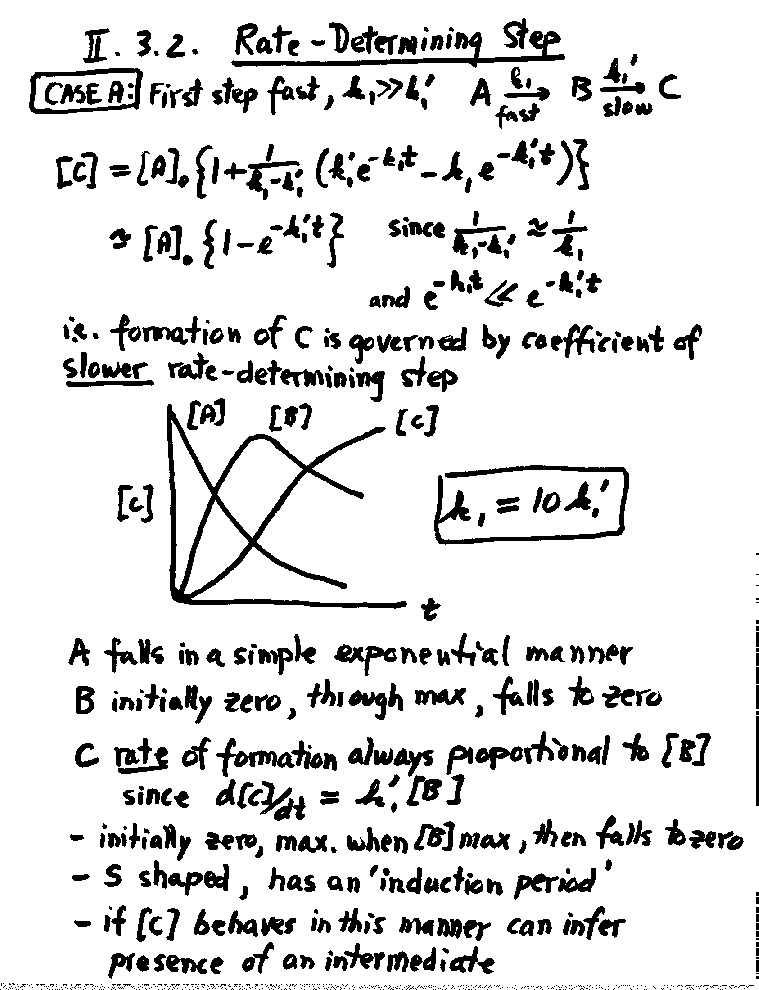 II. 3.2. Rate-Determining Step
CASE A: First step fast, k₁≫k₁' A k₁→ fast B k₁'→ slow C
[C] = [A]₀{1+1/(k₁-k₁') (k₁'e^-k₁t - k₁e^-k₁'t)}
≃ [A]₀{1-e^-k₁'t} since 1/(k₁-k₁') ≈ 1/k₁
and e^-k₁t ≪ e^-k₁'t
i.e. formation of C is governed by coefficient of
slower rate-determining step
[A] [B] [C]
[C]
k₁ = 10 k₁'
t
A falls in a simple exponential manner
B initially zero, through max, falls to zero
C rate of formation always proportional to [B]
since d[C]/dt = k₁'[B]
- initially zero, max. when [B] max, then falls to zero
- S shaped, has an 'induction period'
- if [C] behaves in this manner can infer
presence of an intermediate